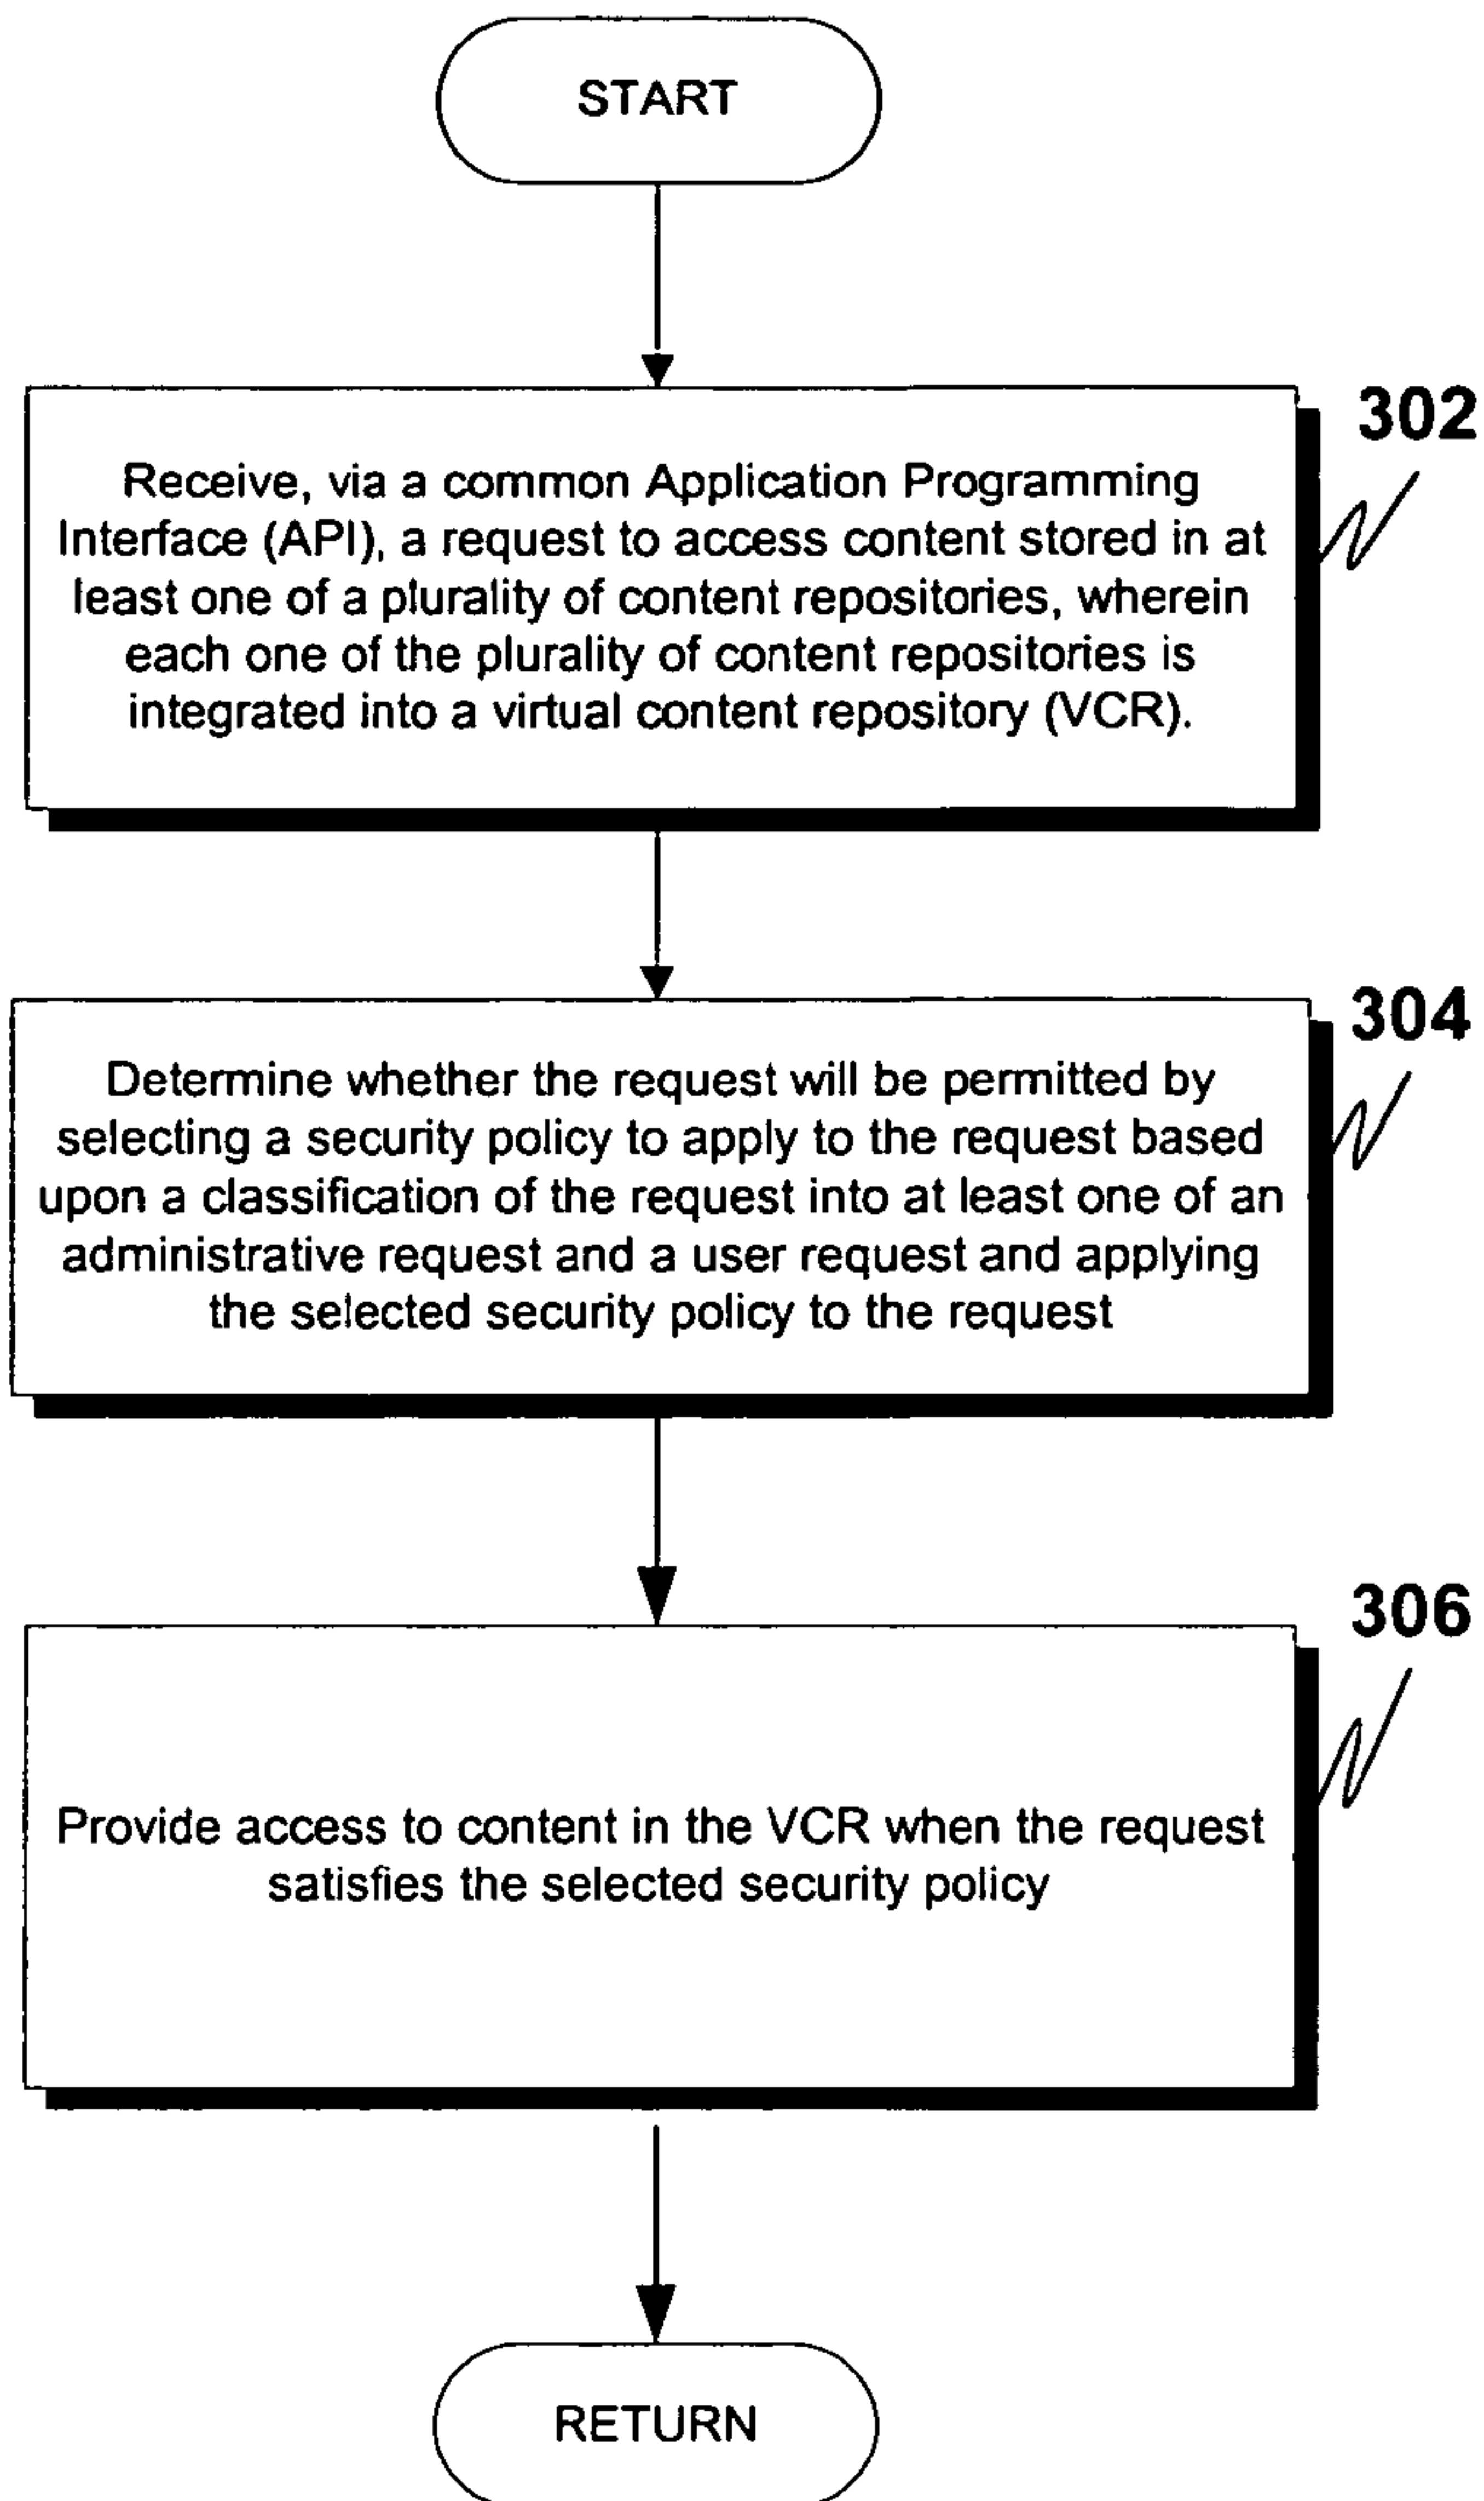 START
302
Receive, via a common Application Programming
Interface (API), a request to access content stored in at
least one of a plurality of content repositories, wherein
each one of the plurality of content repositories is
integrated into a virtual content repository (VCR).
304
Determine whether the request will be permitted by
selecting a security policy to apply to the request based
upon a classification of the request into at least one of an
administrative request and a user request and applying
the selected security policy to the request
306
Provide access to content in the VCR when the request
satisfies the selected security policy
RETURN